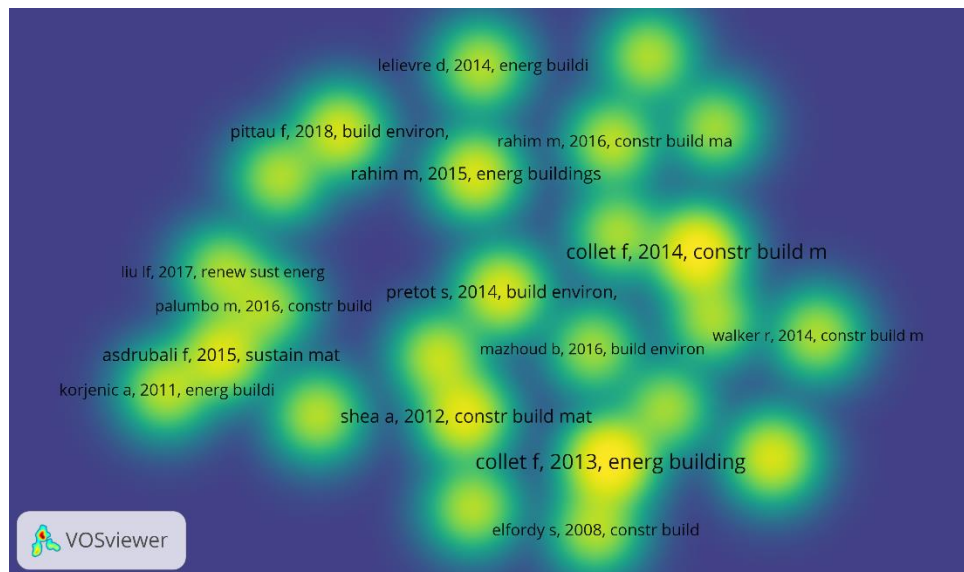 lelievre d, 2014, energ buildi
pittau f, 2018, build environ,
rahim m, 2016, constr build ma
rahim m, 2015, energ buildings
collet f, 2014, constr build m
liu lf, 2017, renew sust energ
pretot s, 2014, build environ,
palumbo m, 2016, constr build
walker r, 2014, constr build m
mazhoud b, 2016, build environ
asdrubali f, 2015, sustain mat
korjenic a, 2011, energ buildi
shea a, 2012, constr build mat
collet f, 2013, energ building
elfordy s, 2008, constr build
VOSviewer